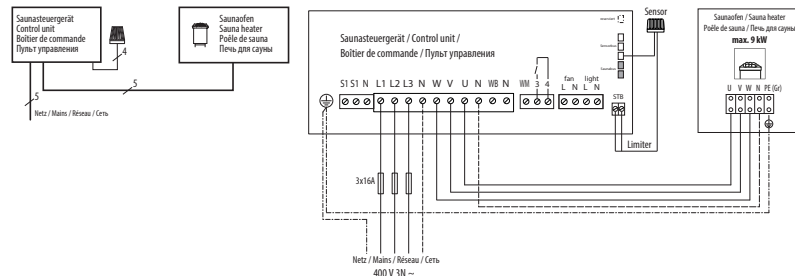 Saunasteuergerät
Control unit
Boîtier de commande
Пульт управления
4
5
5
Netz / Mains / Réseau / Сеть
Saunaofen
Sauna heater
Poêle de sauna
Печь для сауны
Saunasteuergerät / Control unit /
Boîtier de commande / Пульт управления
S1 S1 N L1 L2 L3 N W V U N WB N WM 3 4
fan light
L N L N
STB
Sensor
Limiter
3x16A
Netz / Mains / Réseau / Сеть
400 V 3N ~
Saunaofen / Sauna heater
Poêle de sauna / Печь для сауны
max. 9 kW
U V W N PE (Gr)